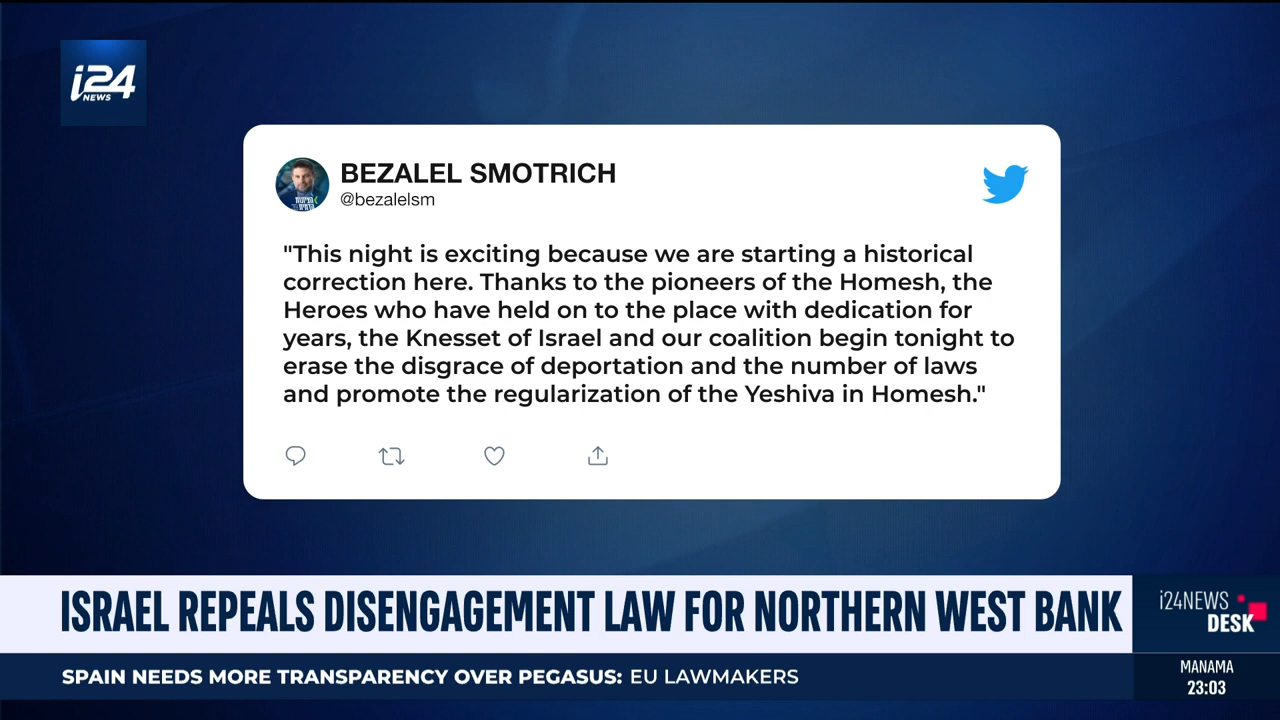 i24
NEWS
BEZALEL SMOTRICH
@bezalelsm
"This night is exciting because we are starting a historical
correction here. Thanks to the pioneers of the Homesh, the
Heroes who have held on to the place with dedication for
years, the Knesset of Israel and our coalition begin tonight to
erase the disgrace of deportation and the number of laws
and promote the regularization of the Yeshiva in Homesh."
ISRAEL REPEALS DISENGAGEMENT LAW FOR NORTHERN WEST BANK
i24NEWS
DESK
SPAIN NEEDS MORE TRANSPARENCY OVER PEGASUS: EU LAWMAKERS
MANAMA
23:03